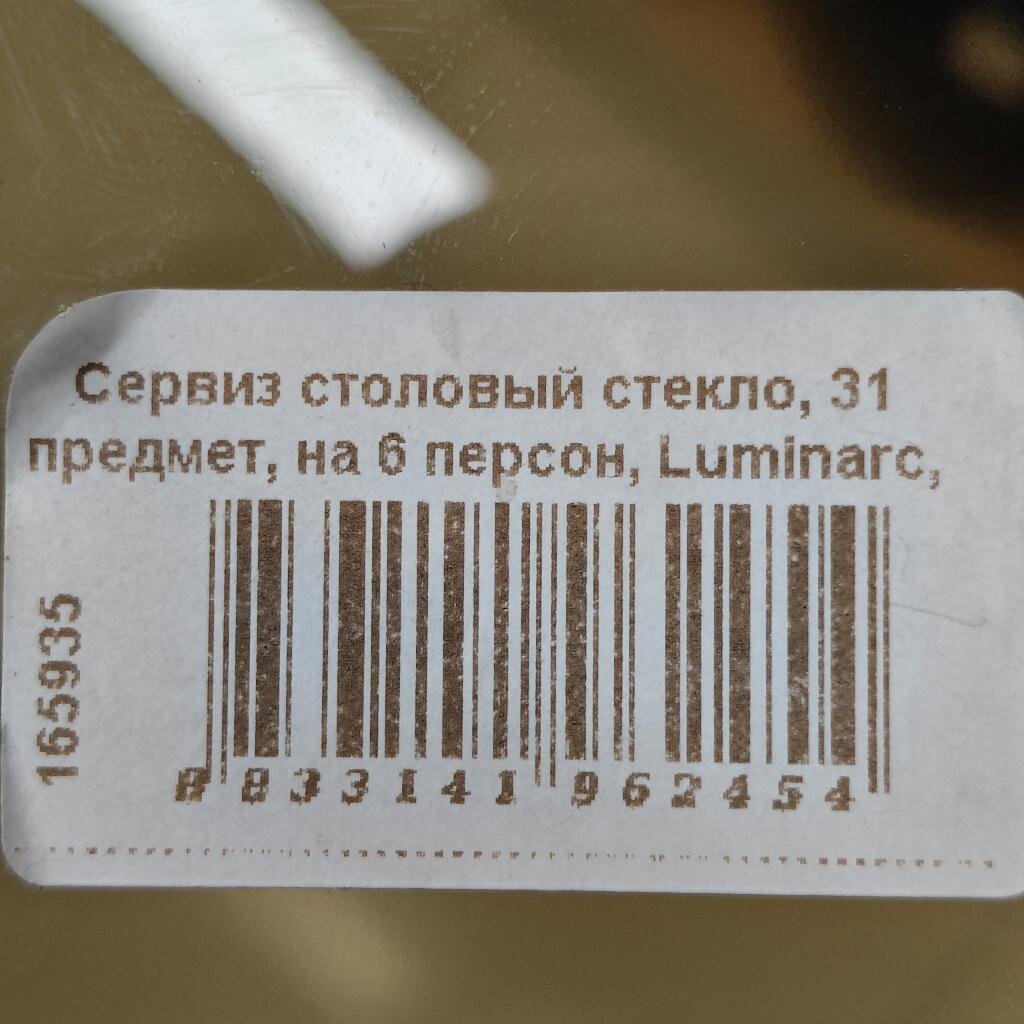 Сервиз столовый стекло, 31
предмет, на 6 персон, Luminarc,
165935
8 833141 962454